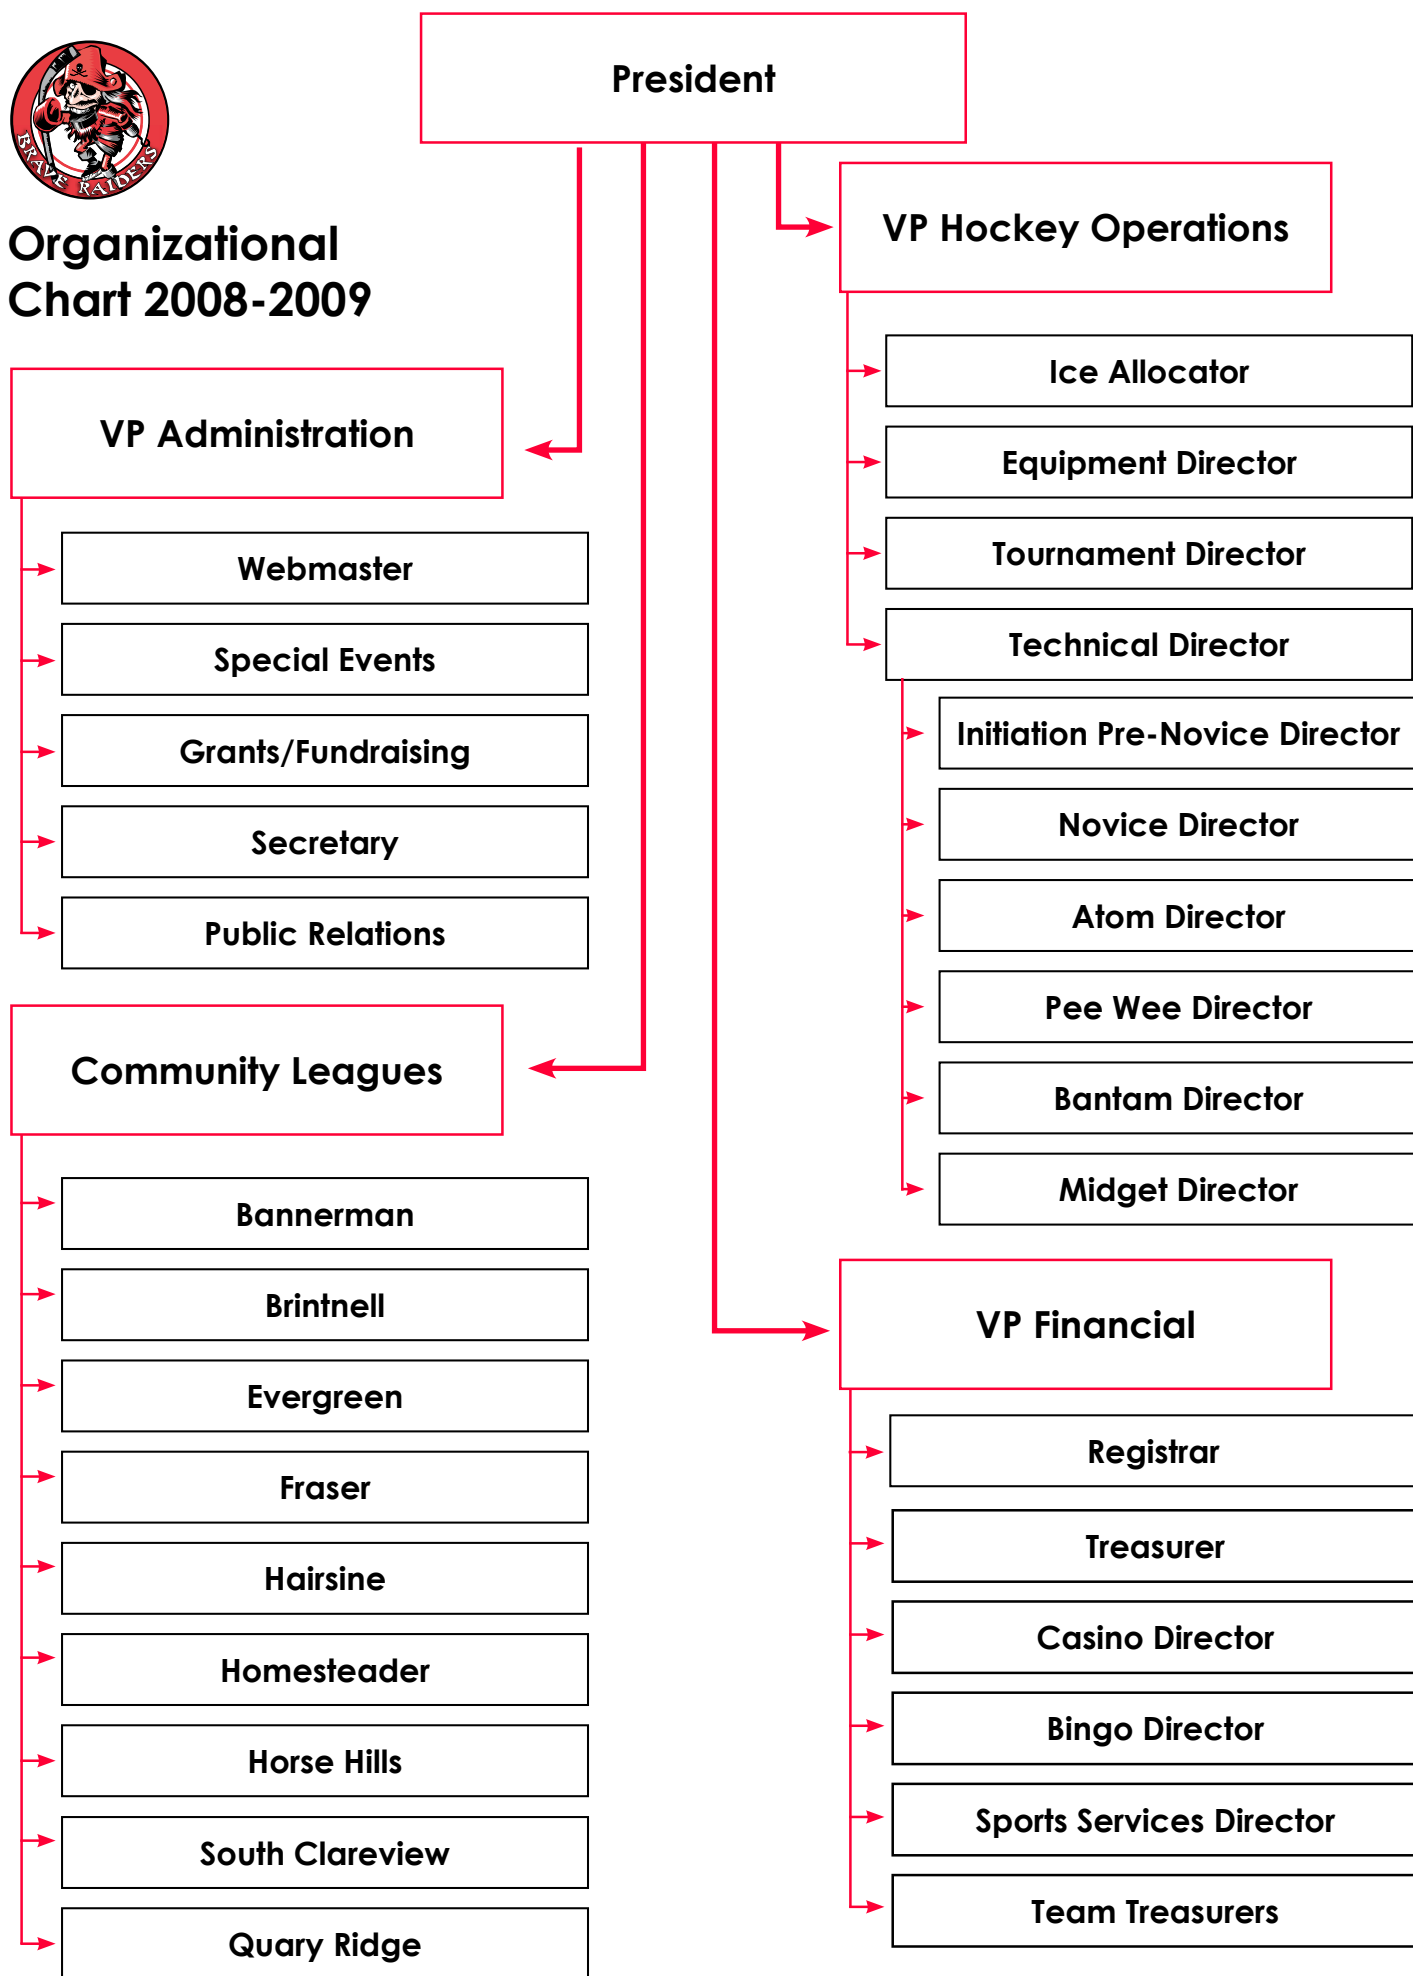 BRAVE RAIDERS
Organizational
Chart 2008-2009
President
VP Administration
Webmaster
Special Events
Grants/Fundraising
Secretary
Public Relations
Community Leagues
Bannerman
Brintnell
Evergreen
Fraser
Hairsine
Homesteader
Horse Hills
South Clareview
Quary Ridge
VP Hockey Operations
Ice Allocator
Equipment Director
Tournament Director
Technical Director
Initiation Pre-Novice Director
Novice Director
Atom Director
Pee Wee Director
Bantam Director
Midget Director
VP Financial
Registrar
Treasurer
Casino Director
Bingo Director
Sports Services Director
Team Treasurers